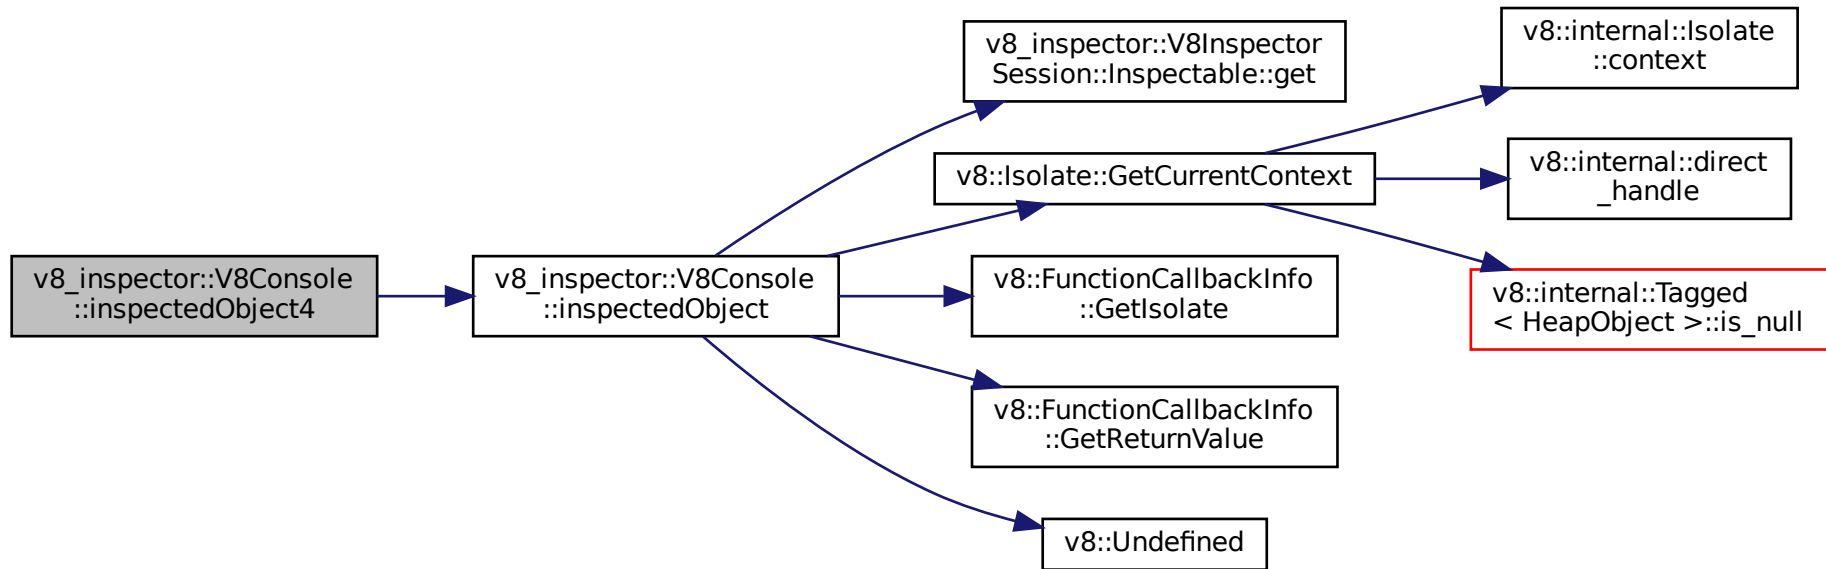 v8_inspector::V8Console
::inspectedObject4
v8_inspector::V8Console
::inspectedObject
v8_inspector::V8Inspector
Session::Inspectable::get
v8::Isolate::GetCurrentContext
v8::FunctionCallbackInfo
::GetIsolate
v8::FunctionCallbackInfo
::GetReturnValue
v8::Undefined
v8::internal::Isolate
::context
v8::internal::direct
_handle
v8::internal::Tagged
< HeapObject >::is_null